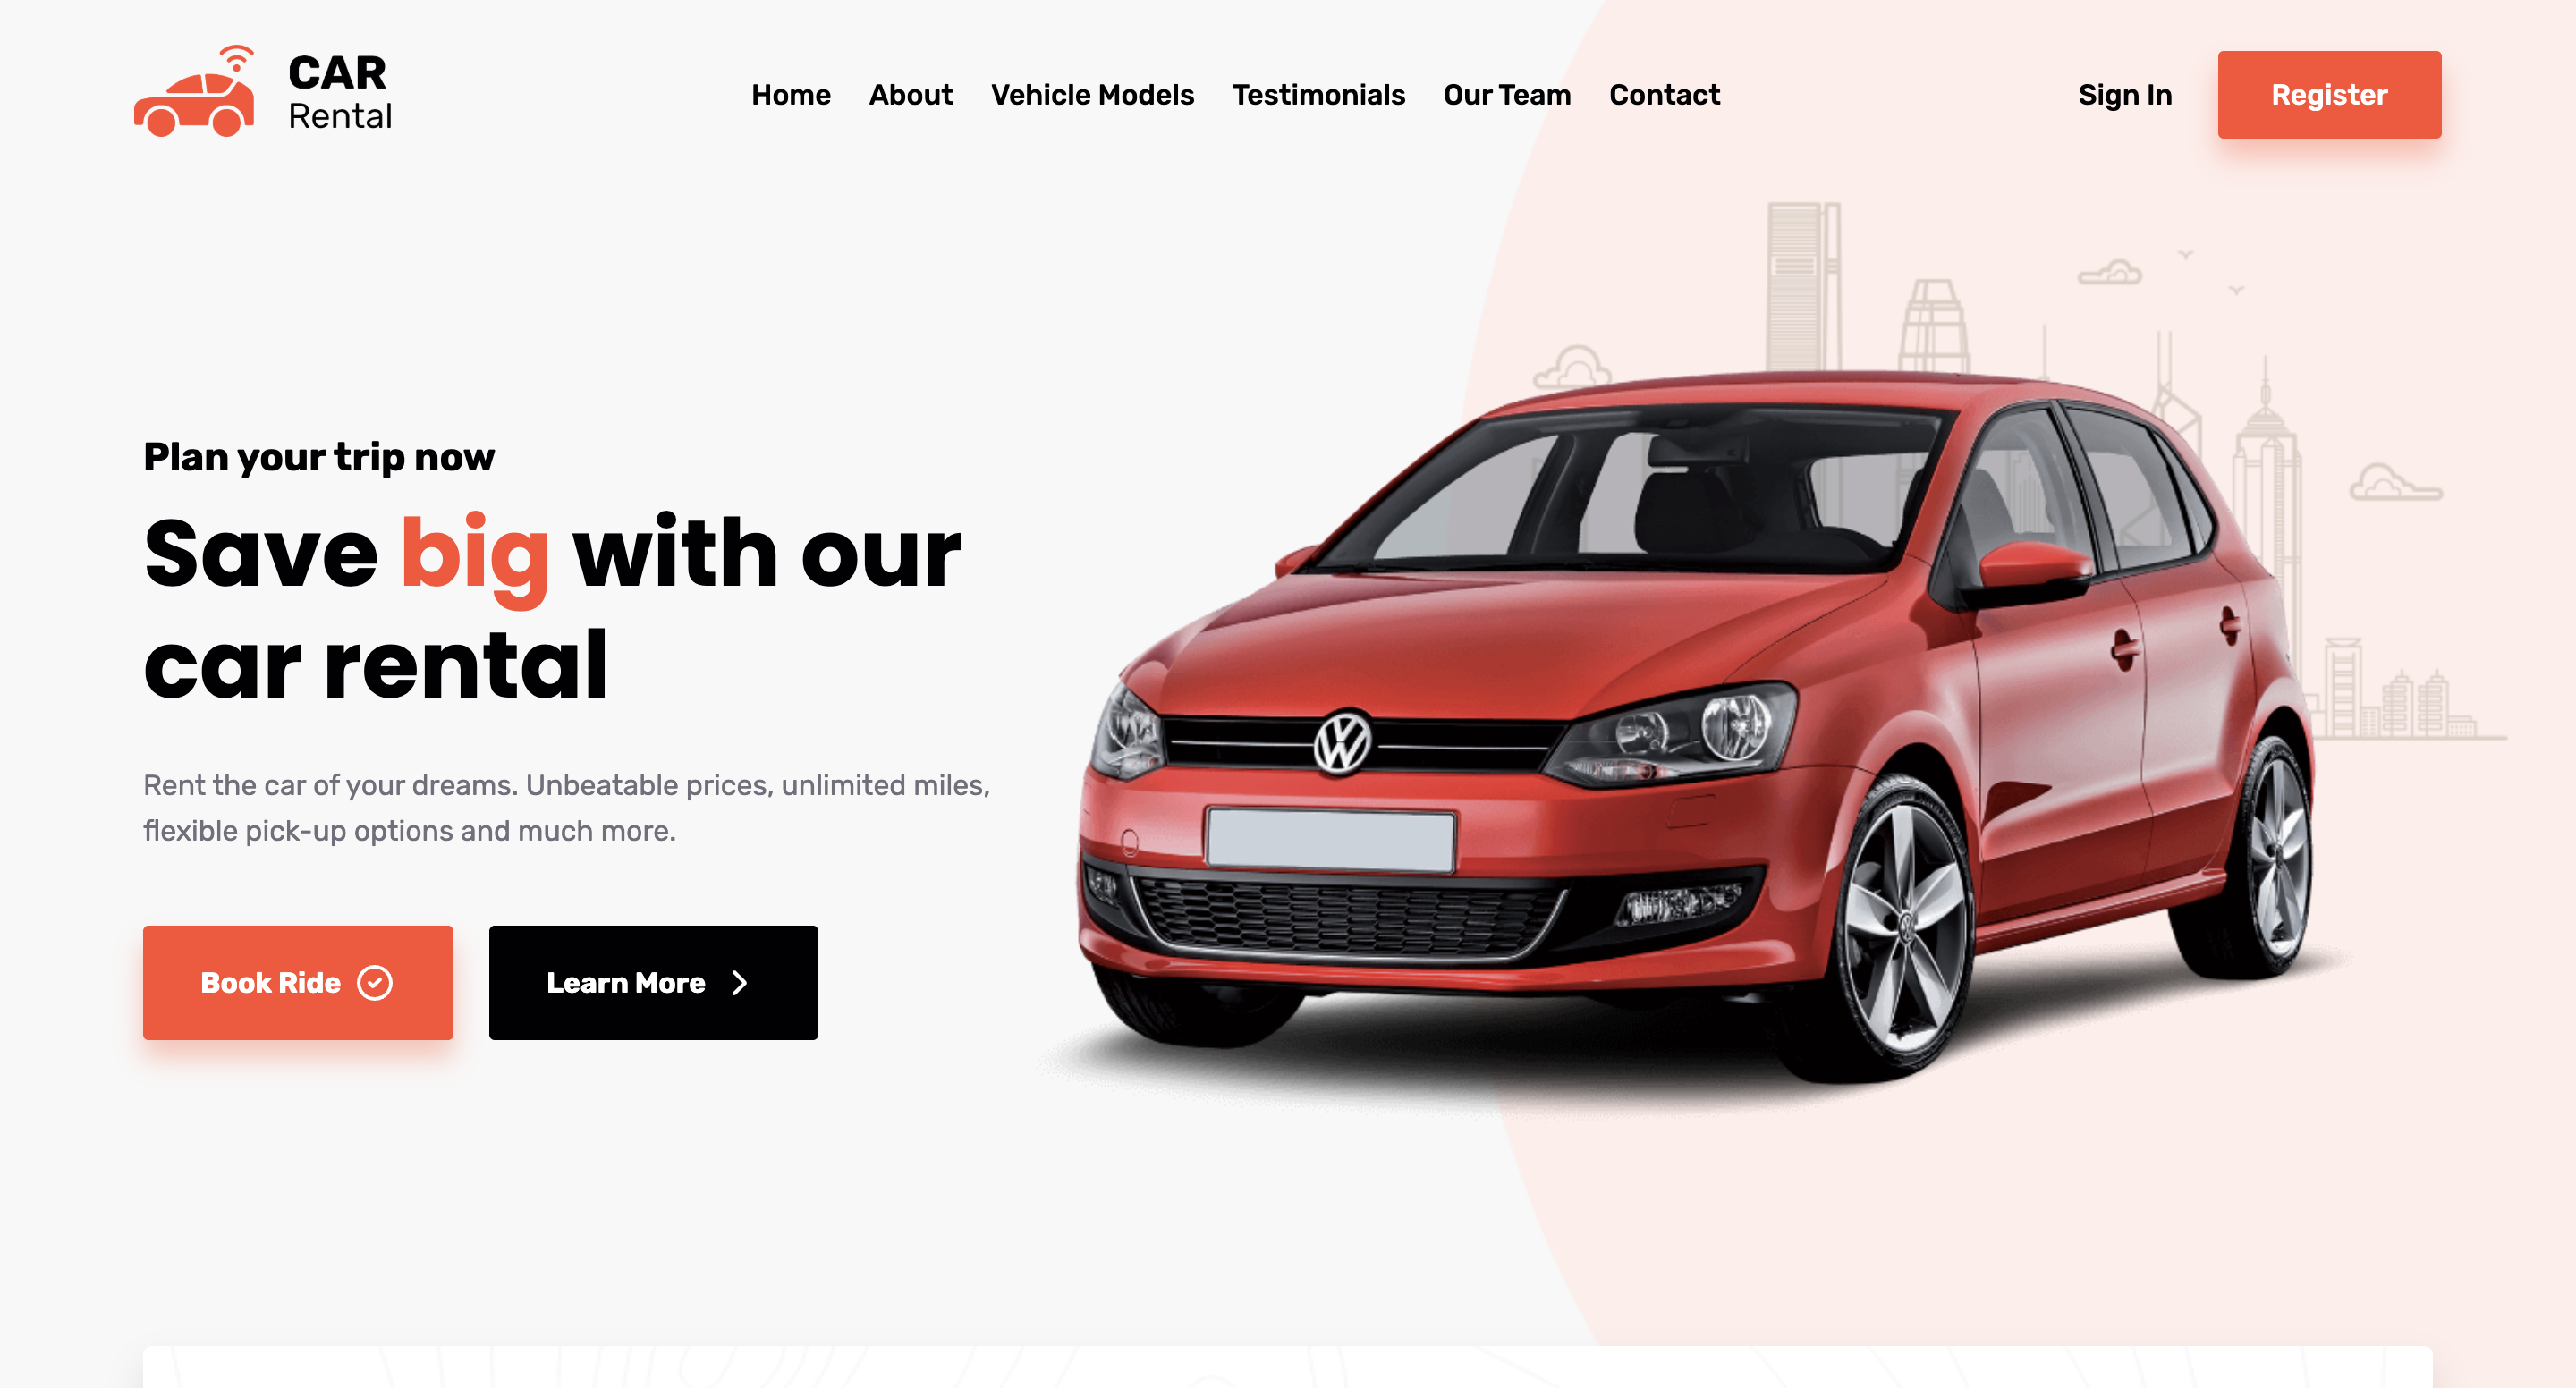 CAR
Rental
Home About Vehicle Models Testimonials Our Team Contact
Sign In Register
Plan your trip now
Save big with our
car rental
Rent the car of your dreams. Unbeatable prices, unlimited miles,
flexible pick-up options and much more.
Book Ride Learn More